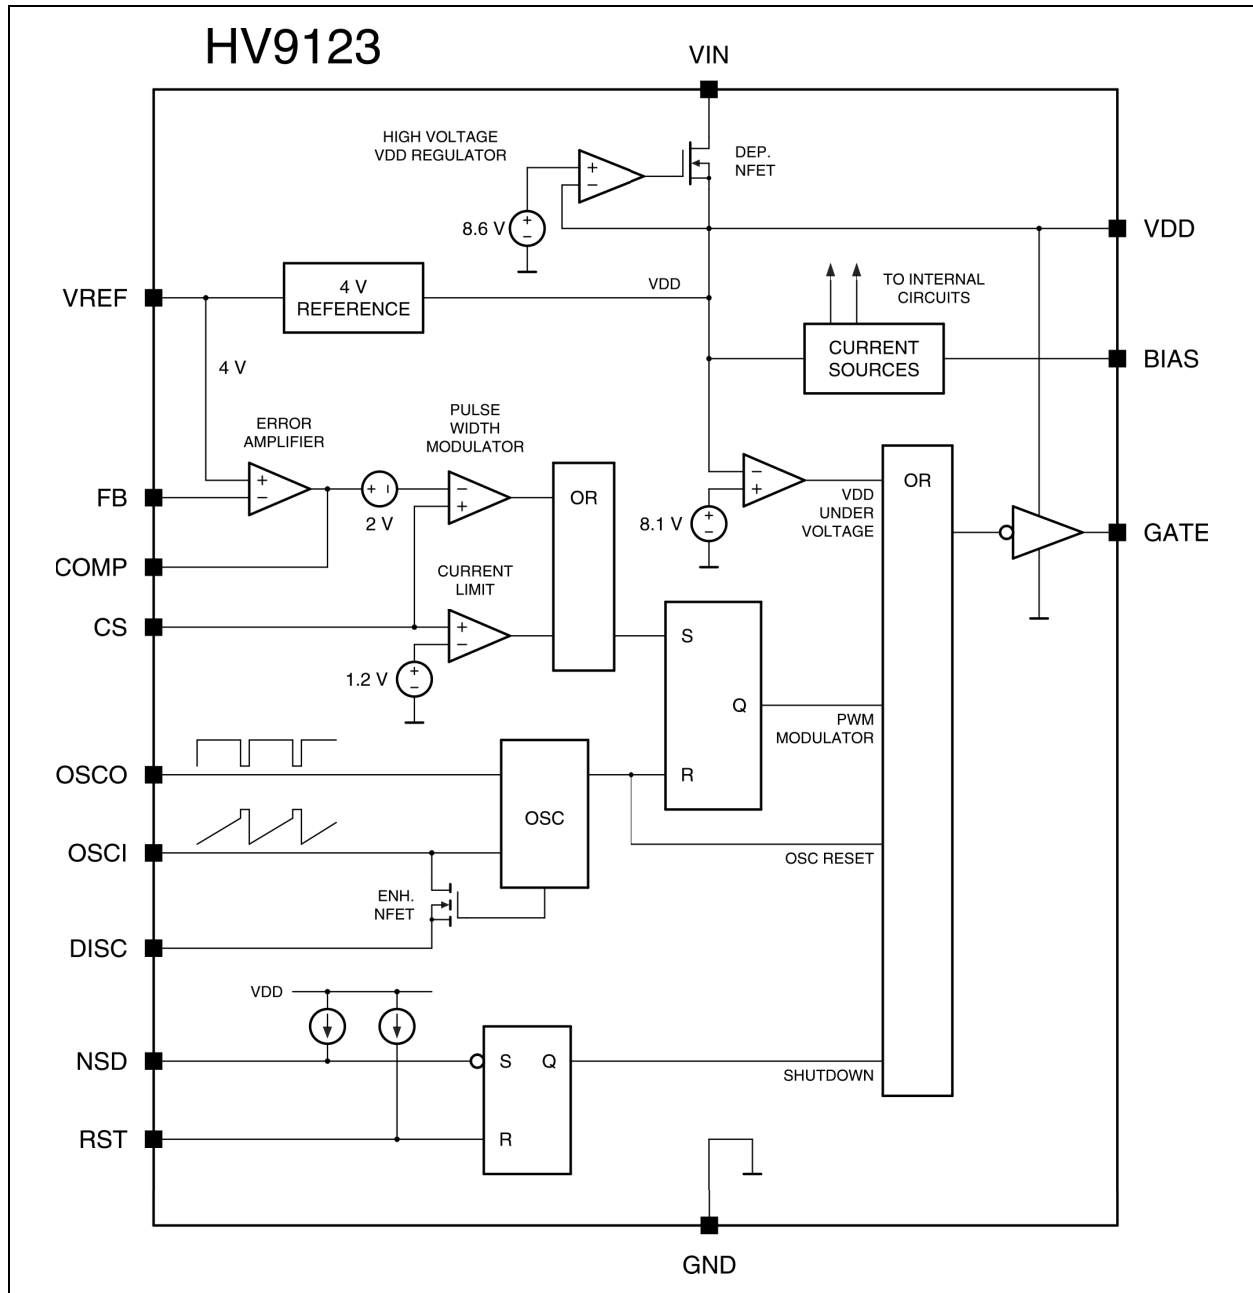 HV9123
VIN
HIGH VOLTAGE
VDD REGULATOR
+
−
DEP.
NFET
8.6 V
+
−
VDD
VREF
4 V
REFERENCE
VDD
TO INTERNAL
CIRCUITS
4 V
CURRENT
SOURCES
BIAS
ERROR
AMPLIFIER
PULSE
WIDTH
MODULATOR
+
−
+ −
2 V
−
+
OR
−
+
8.1 V
+
−
VDD
UNDER
VOLTAGE
OR
FB
GATE
COMP
CURRENT
LIMIT
CS
+
−
1.2 V
+
−
S
Q
R
PWM
MODULATOR
OSCO
OSC
OSCI
OSC RESET
ENH.
NFET
DISC
VDD
NSD
S Q
SHUTDOWN
RST
R
GND